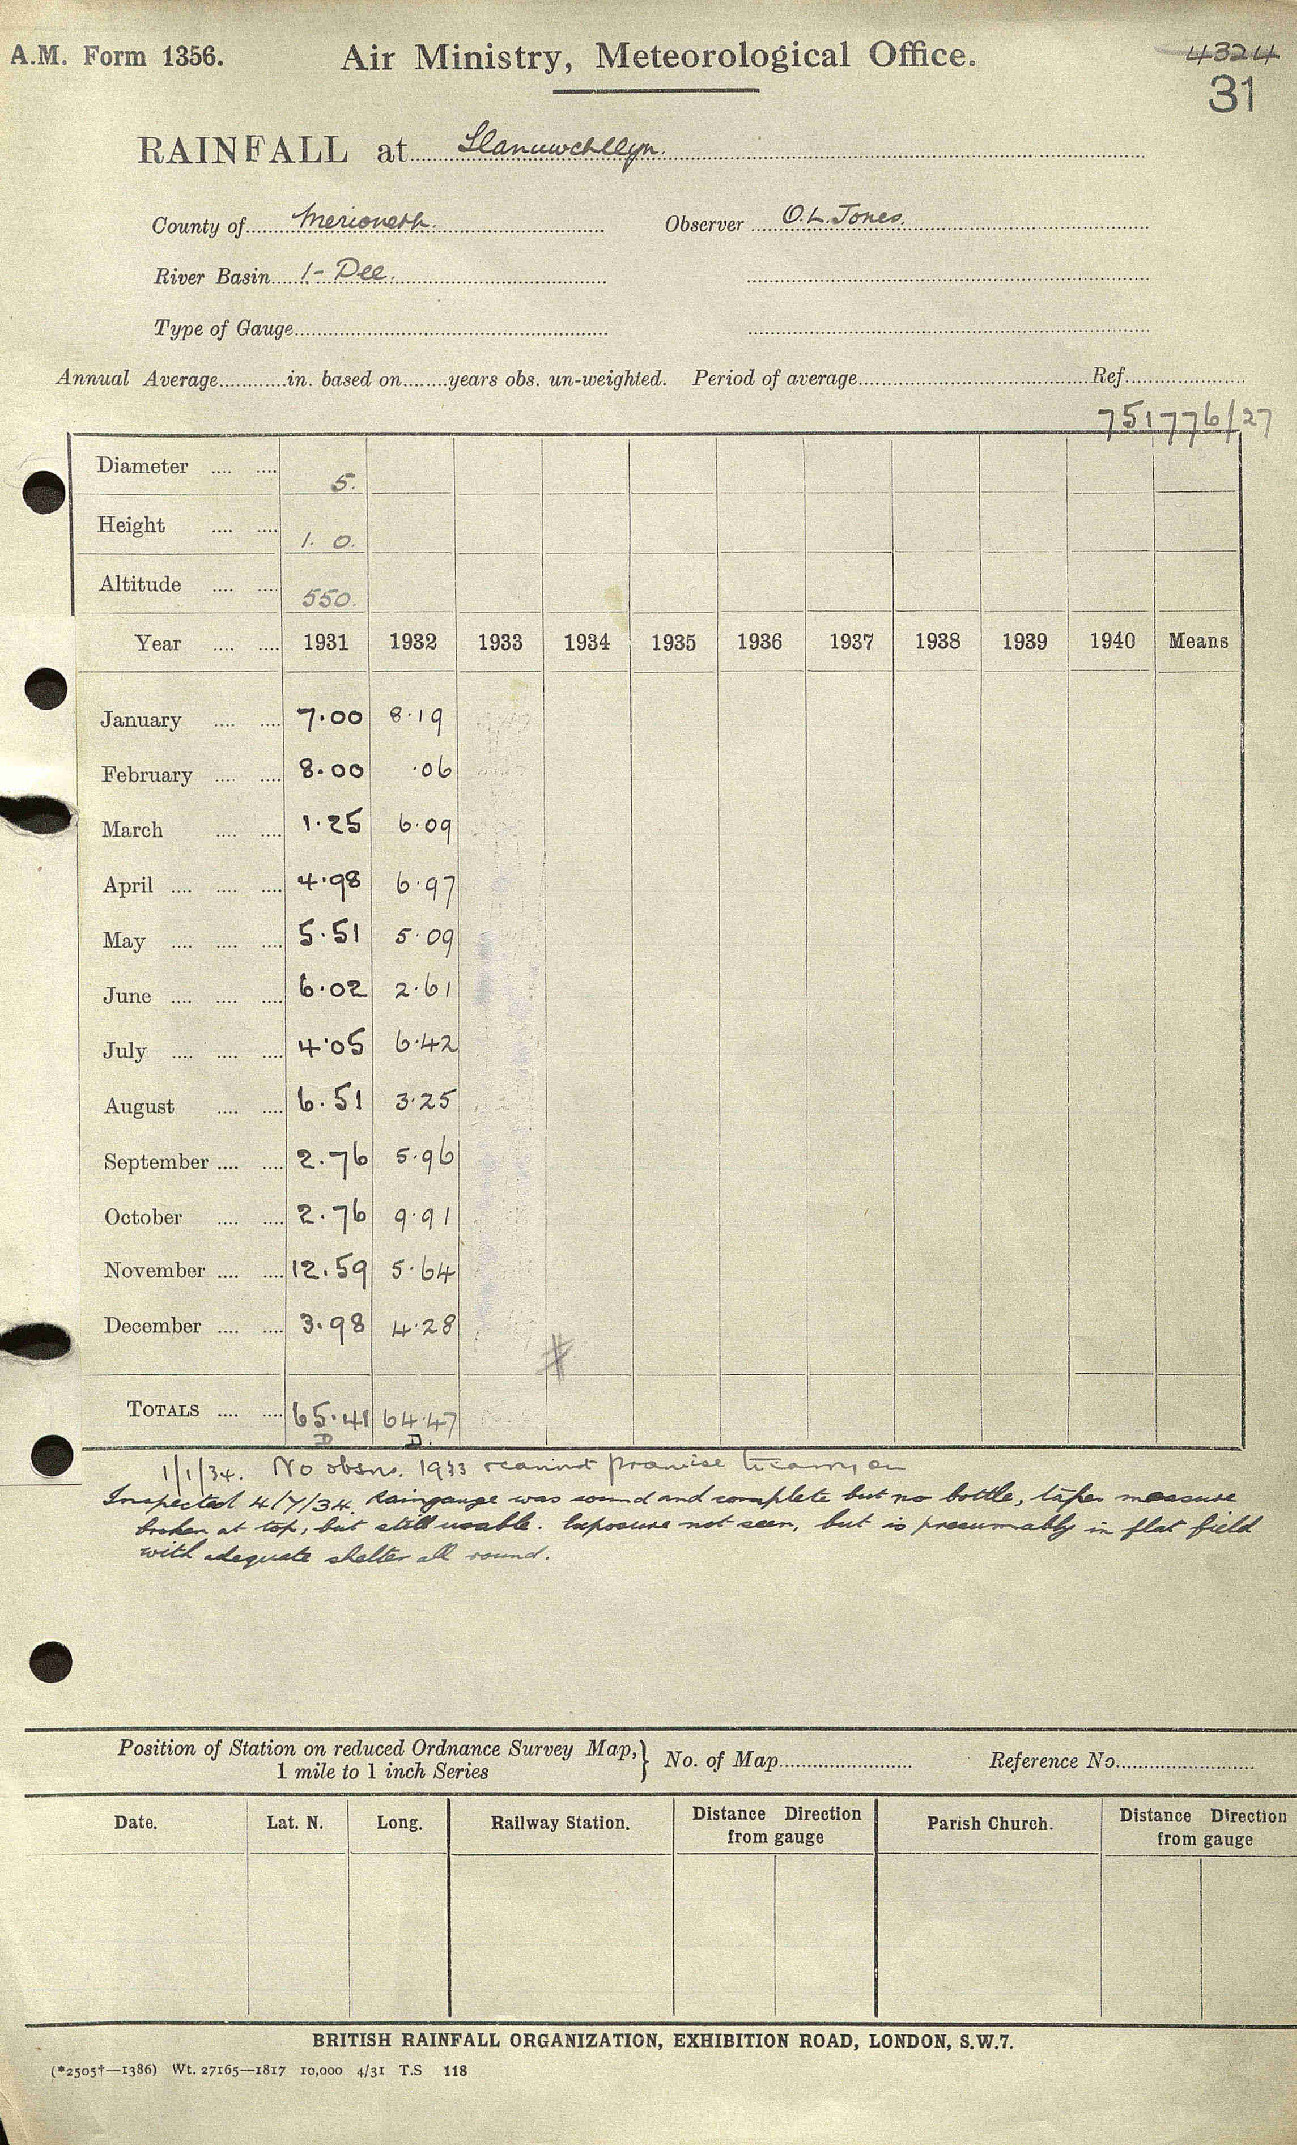 A.M. Form 1356.
Air Ministry, Meteorological Office.
4324
31
RAINFALL at Llanuwchllyn.
County of Merioneth. Observer O.L. Jones.
River Basin 1- Dee.
Type of Gauge
Annual Average in. based on years obs. un-weighted. Period of average Ref.
751776/27
Diameter 5.
Height 1. 0.
Altitude 550.
Year 1931 1932 1933 1934 1935 1936 1937 1938 1939 1940 Means
January 7.00 8.19
February 8.00 .06
March 1.25 6.09
April 4.98 6.97
May 5.51 5.09
June 6.02 2.61
July 4.05 6.42
August 6.51 3.25
September 2.76 5.96
October 2.76 9.91
November 12.59 5.64
December 3.98 4.28
TOTALS 65.41 64.47
D D.
1/1/34. No obsns. 1933 & cannot promise to carry on
Inspected 4/7/34. Raingauge was sound and complete but no bottle, taper measure
broken at top, but still usable. Exposure not seen, but is presumably in flat field
with adequate shelter all round.
Position of Station on reduced Ordnance Survey Map,
1 mile to 1 inch Series
No. of Map Reference No.
Date. Lat. N. Long. Railway Station. Distance Direction from gauge Parish Church. Distance Direction from gauge
BRITISH RAINFALL ORGANIZATION, EXHIBITION ROAD, LONDON, S.W.7.
(*2505†—1386) Wt. 27165—1817 10,000 4/31 T.S 118